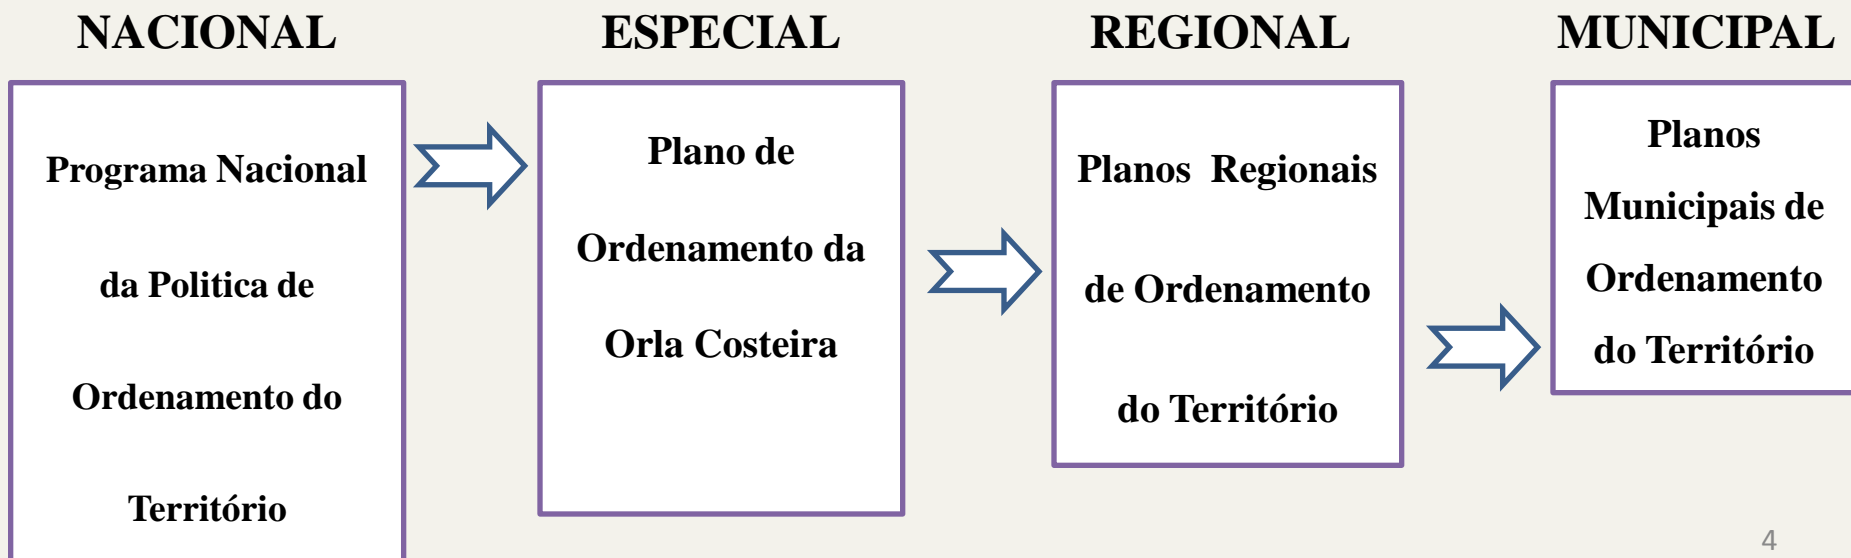 NACIONAL
Programa Nacional
da Politica de
Ordenamento do
Território
ESPECIAL
Plano de
Ordenamento da
Orla Costeira
REGIONAL
Planos Regionais
de Ordenamento
do Território
MUNICIPAL
Planos
Municipais de
Ordenamento
do Território
4